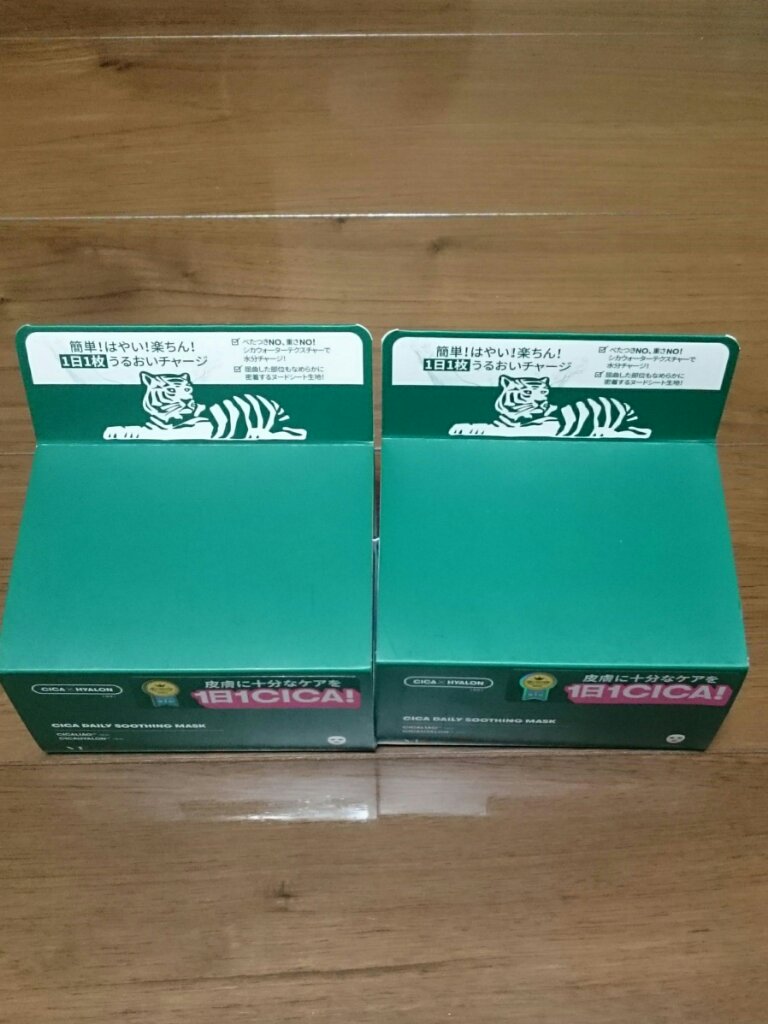 簡単!はやい!楽ちん!
1日1枚うるおいチャージ
べたつきNO、重さNO!
シカウォーターテクスチャーで
水分チャージ!
屈曲した部位もなめらかに
密着するヌードシート生地!
CICA × HYALON
皮膚に十分なケアを
1日1CICA!
CICA DAILY SOOTHING MASK
CICALIAO
CICAHYALON
簡単!はやい!楽ちん!
1日1枚うるおいチャージ
べたつきNO、重さNO!
シカウォーターテクスチャーで
水分チャージ!
屈曲した部位もなめらかに
密着するヌードシート生地!
CICA × HYALON
皮膚に十分なケアを
1日1CICA!
CICA DAILY SOOTHING MASK
CICALIAO
CICAHYALON